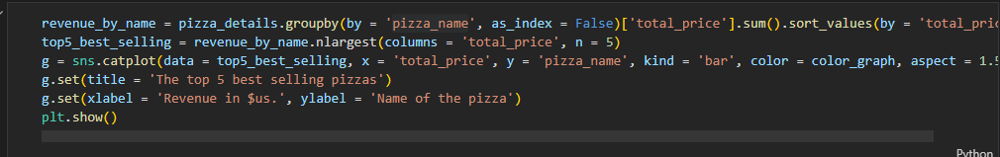 revenue_by_name = pizza_details.groupby(by = 'pizza_name', as_index = False)['total_price'].sum().sort_values(by = 'total_pric
top5_best_selling = revenue_by_name.nlargest(columns = 'total_price', n = 5)
g = sns.catplot(data = top5_best_selling, x = 'total_price', y = 'pizza_name', kind = 'bar', color = color_graph, aspect = 1.5
g.set(title = 'The top 5 best selling pizzas')
g.set(xlabel = 'Revenue in $us.', ylabel = 'Name of the pizza')
plt.show()
Python